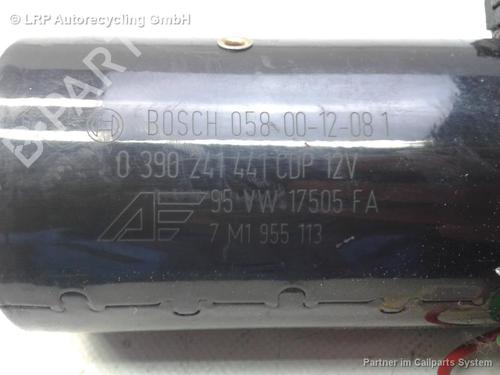 LRP Autorecycling GmbH
B-PARTS
BOSCH 058 00-12-08 1
0 390 241 441 CDP 12V
95 VW 17505 FA
7 M1 955 113
Partner im Callparts System